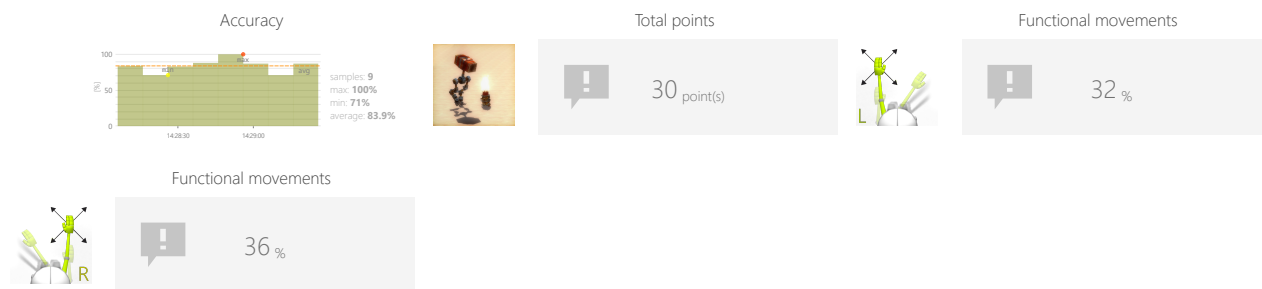 Accuracy
100
50
0
[%]
min
max
avg
14:28:30
14:29:00
samples: 9
max: 100%
min: 71%
average: 83.9%
Total points
30 point(s)
Functional movements
L
32 %
Functional movements
R
36 %